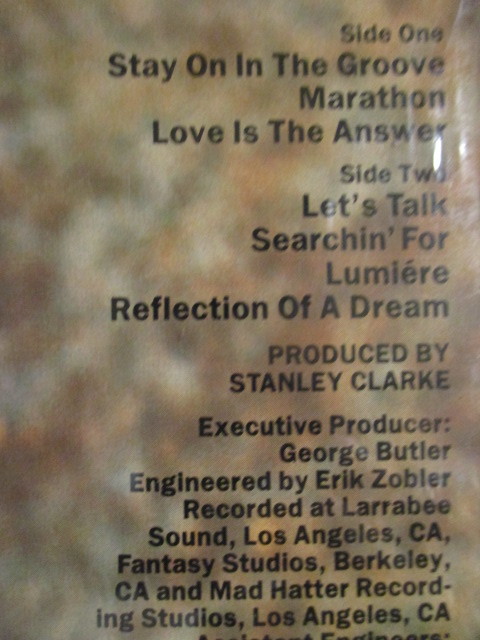 Side One
Stay On In The Groove
Marathon
Love Is The Answer
Side Two
Let's Talk
Searchin' For
Lumiére
Reflection Of A Dream
PRODUCED BY
STANLEY CLARKE
Executive Producer:
George Butler
Engineered by Erik Zobler
Recorded at Larrabee
Sound, Los Angeles, CA,
Fantasy Studios, Berkeley,
CA and Mad Hatter Record-
ing Studios, Los Angeles, CA
Assistant Engineers: